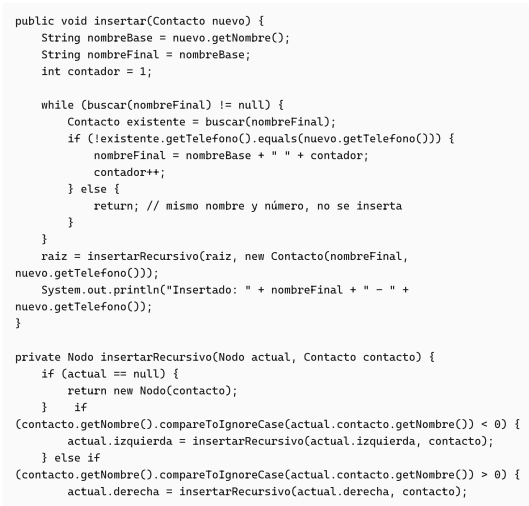 public void insertar(Contacto nuevo) {
    String nombreBase = nuevo.getNombre();
    String nombreFinal = nombreBase;
    int contador = 1;

    while (buscar(nombreFinal) != null) {
        Contacto existente = buscar(nombreFinal);
        if (!existente.getTelefono().equals(nuevo.getTelefono())) {
            nombreFinal = nombreBase + " " + contador;
            contador++;
        } else {
            return; // mismo nombre y número, no se inserta
        }
    }
    raiz = insertarRecursivo(raiz, new Contacto(nombreFinal,
nuevo.getTelefono()));
    System.out.println("Insertado: " + nombreFinal + " – " +
nuevo.getTelefono());
}

private Nodo insertarRecursivo(Nodo actual, Contacto contacto) {
    if (actual == null) {
        return new Nodo(contacto);
    }    if
(contacto.getNombre().compareToIgnoreCase(actual.contacto.getNombre()) < 0) {
        actual.izquierda = insertarRecursivo(actual.izquierda, contacto);
    } else if
(contacto.getNombre().compareToIgnoreCase(actual.contacto.getNombre()) > 0) {
        actual.derecha = insertarRecursivo(actual.derecha, contacto);